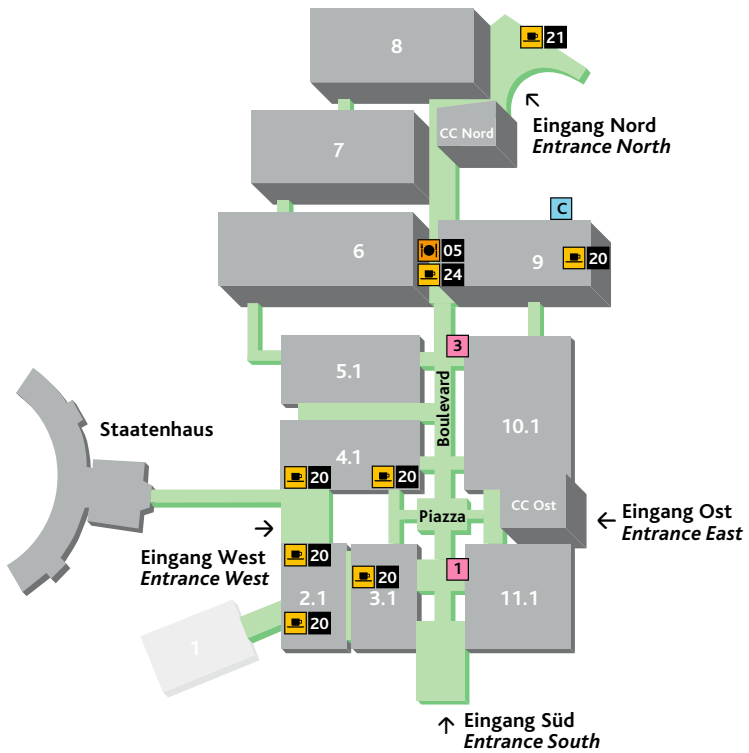 21
8
Eingang Nord
Entrance North
CC Nord
7
C
6
05
9
20
24
3
5.1
Boulevard
Staatenhaus
10.1
4.1
20
20
CC Ost
Piazza
Eingang Ost
Entrance East
Eingang West
Entrance West
20
1
20
2.1
3.1
11.1
20
1
Eingang Süd
Entrance South